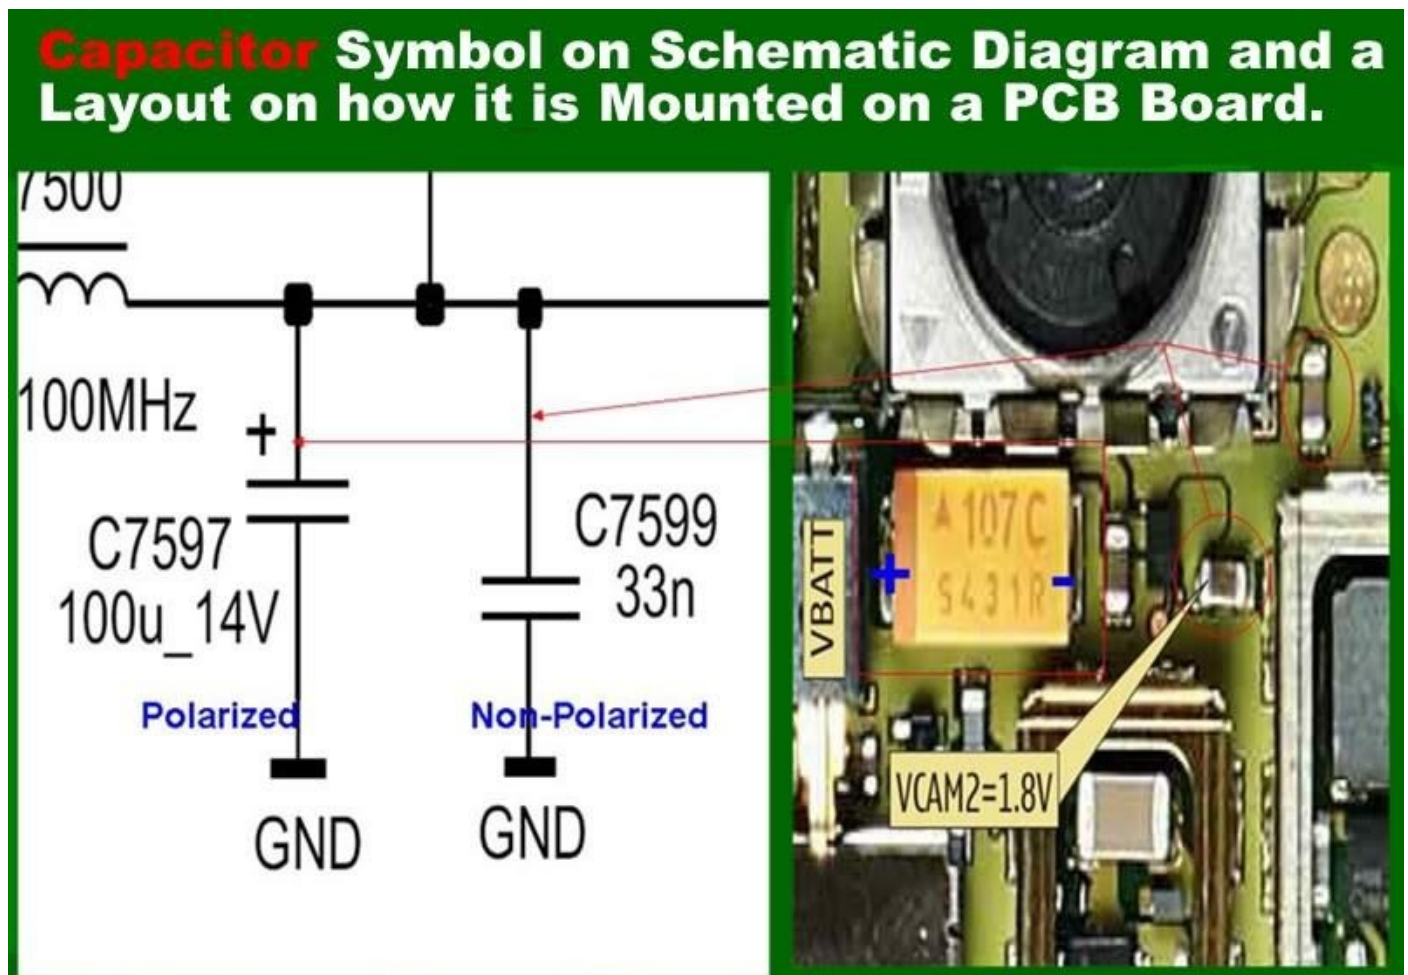 Capacitor Symbol on Schematic Diagram and a
Layout on how it is Mounted on a PCB Board.
7500
100MHz
+
C7597
100u_14V
Polarized
GND
C7599
33n
Non-Polarized
GND
107C
S431R
+
-
VBATT
VCAM2=1.8V